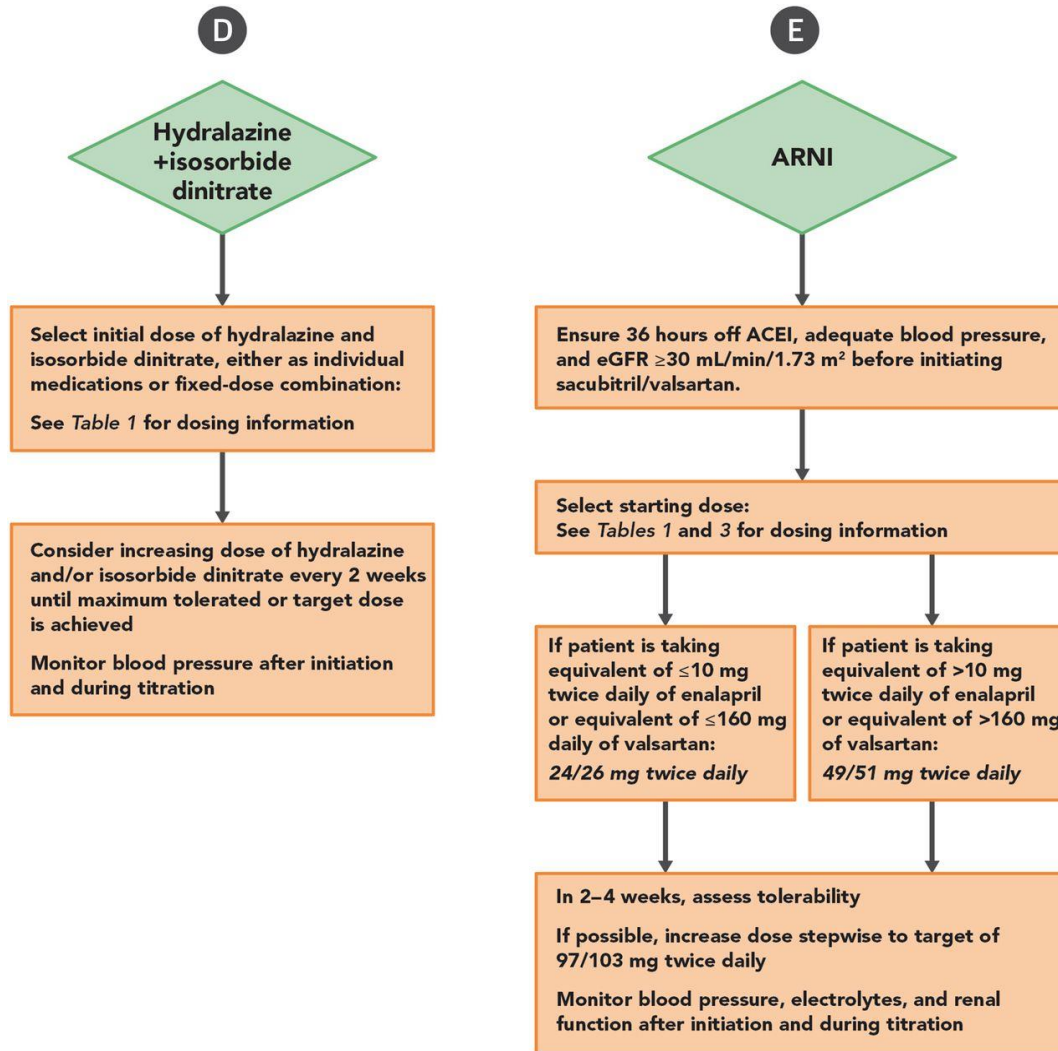 D
Hydralazine
+isosorbide
dinitrate
Select initial dose of hydralazine and
isosorbide dinitrate, either as individual
medications or fixed-dose combination:
See Table 1 for dosing information
Consider increasing dose of hydralazine
and/or isosorbide dinitrate every 2 weeks
until maximum tolerated or target dose
is achieved
Monitor blood pressure after initiation
and during titration
E
ARNI
Ensure 36 hours off ACEI, adequate blood pressure,
and eGFR ≥30 mL/min/1.73 m² before initiating
sacubitril/valsartan.
Select starting dose:
See Tables 1 and 3 for dosing information
If patient is taking
equivalent of ≤10 mg
twice daily of enalapril
or equivalent of ≤160 mg
daily of valsartan:
24/26 mg twice daily
If patient is taking
equivalent of >10 mg
twice daily of enalapril
or equivalent of >160 mg
of valsartan:
49/51 mg twice daily
In 2–4 weeks, assess tolerability
If possible, increase dose stepwise to target of
97/103 mg twice daily
Monitor blood pressure, electrolytes, and renal
function after initiation and during titration